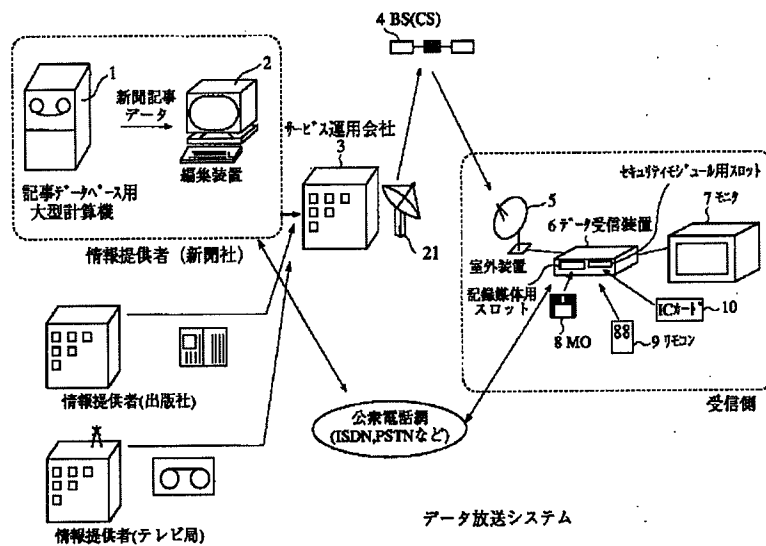 4 BS(CS)
1
2
新聞記事
データ
編集装置
記事データベース用
大型計算機
情報提供者 (新聞社)
サービス運用会社
3
21
セキュリティモジュール用スロット
5
6 データ受信装置
7 モニタ
室外装置
記録媒体用
スロット
ICカード
10
8 MO
9 リモコン
受信側
情報提供者(出版社)
公衆電話網
(ISDN,PSTNなど)
情報提供者(テレビ局)
データ放送システム